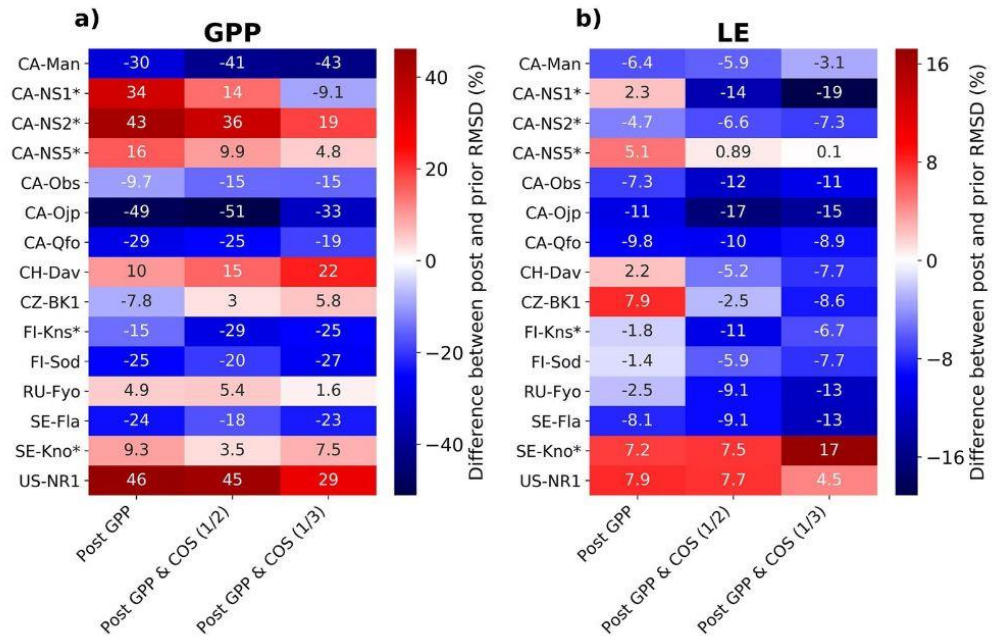 a)
GPP
CA-Man -30 -41 -43
CA-NS1* 34 14 -9.1
CA-NS2* 43 36 19
CA-NS5* 16 9.9 4.8
CA-Obs -9.7 -15 -15
CA-Ojp -49 -51 -33
CA-Qfo -29 -25 -19
CH-Dav 10 15 22
CZ-BK1 -7.8 3 5.8
FI-Kns* -15 -29 -25
FI-Sod -25 -20 -27
RU-Fyo 4.9 5.4 1.6
SE-Fla -24 -18 -23
SE-Kno* 9.3 3.5 7.5
US-NR1 46 45 29
Post GPP
Post GPP & COS (1/2)
Post GPP & COS (1/3)
40
20
0
−20
−40
Difference between post and prior RMSD (%)
b)
LE
CA-Man -6.4 -5.9 -3.1
CA-NS1* 2.3 -14 -19
CA-NS2* -4.7 -6.6 -7.3
CA-NS5* 5.1 0.89 0.1
CA-Obs -7.3 -12 -11
CA-Ojp -11 -17 -15
CA-Qfo -9.8 -10 -8.9
CH-Dav 2.2 -5.2 -7.7
CZ-BK1 7.9 -2.5 -8.6
FI-Kns* -1.8 -11 -6.7
FI-Sod -1.4 -5.9 -7.7
RU-Fyo -2.5 -9.1 -13
SE-Fla -8.1 -9.1 -13
SE-Kno* 7.2 7.5 17
US-NR1 7.9 7.7 4.5
Post GPP
Post GPP & COS (1/2)
Post GPP & COS (1/3)
16
8
0
−8
−16
Difference between post and prior RMSD (%)